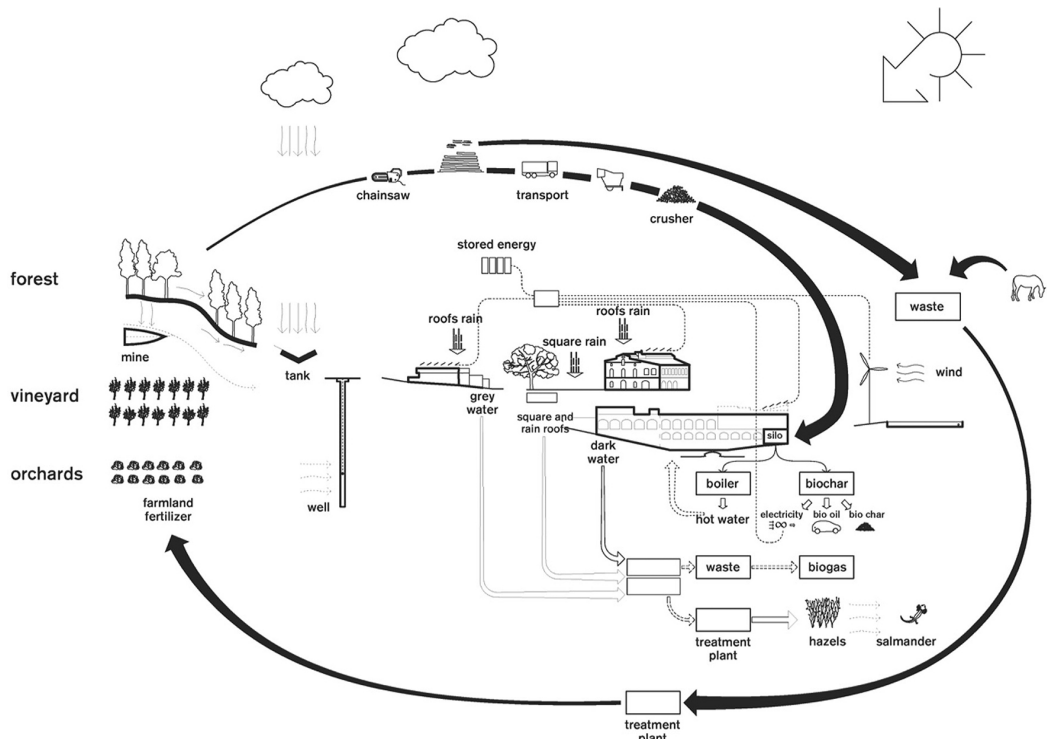 chainsaw
transport
crusher
stored energy
forest
waste
roofs rain
roofs rain
square rain
mine
tank
wind
vineyard
grey
water
square and
rain roofs
dark
water
silo
orchards
boiler
biochar
farmland
fertilizer
well
hot water
electricity
bio oil
bio char
waste
biogas
treatment
plant
hazels
salmander
treatment
plant